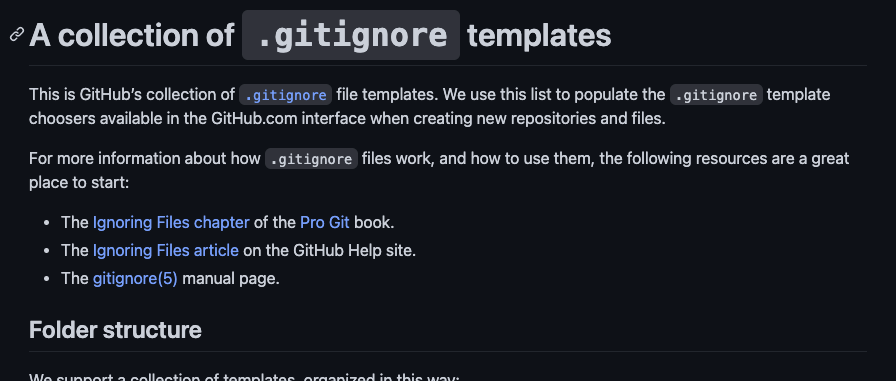 A collection of .gitignore templates
This is GitHub’s collection of .gitignore file templates. We use this list to populate the .gitignore template
choosers available in the GitHub.com interface when creating new repositories and files.
For more information about how .gitignore files work, and how to use them, the following resources are a great
place to start:
• The Ignoring Files chapter of the Pro Git book.
• The Ignoring Files article on the GitHub Help site.
• The gitignore(5) manual page.
Folder structure
We support a collection of templates, organized in this way: